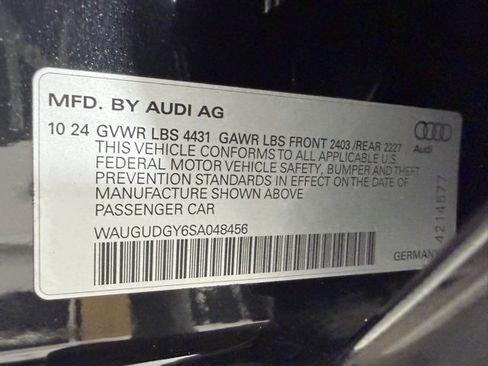 MFD. BY AUDI AG
10 24 GVWR LBS 4431 GAWR LBS FRONT 2403 /REAR 2227
THIS VEHICLE CONFORMS TO ALL APPLICABLE U.S.
FEDERAL MOTOR VEHICLE SAFETY, BUMPER AND THEFT
PREVENTION STANDARDS IN EFFECT ON THE DATE OF
MANUFACTURE SHOWN ABOVE
PASSENGER CAR
WAUGUDGY6SA048456
Audi
4214577
GERMANY